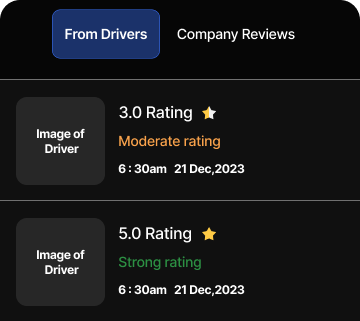 From Drivers Company Reviews
Image of
Driver
3.0 Rating
Moderate rating
6 : 30am 21 Dec,2023
Image of
Driver
5.0 Rating
Strong rating
6 : 30am 21 Dec,2023